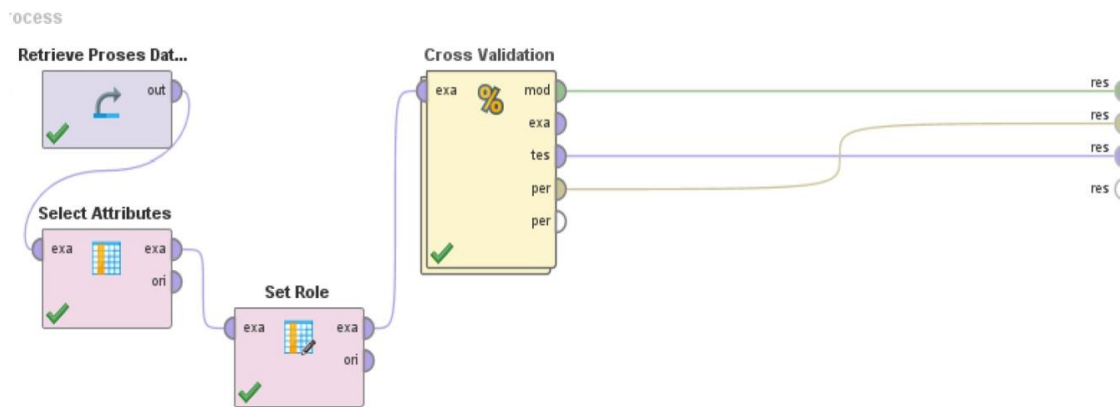 ocess
Retrieve Proses Dat...
out
Cross Validation
exa mod
exa
tes
per
per
res
res
res
res
Select Attributes
exa exa
ori
Set Role
exa exa
ori